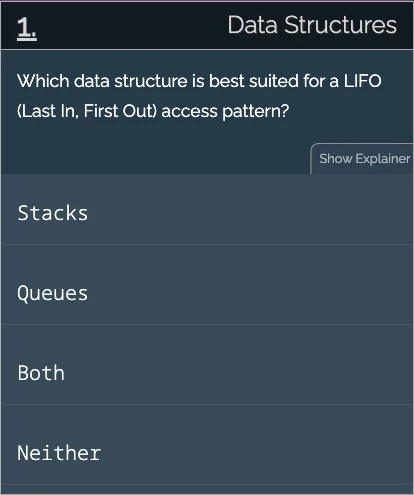 1.
Data Structures
Which data structure is best suited for a LIFO
(Last In, First Out) access pattern?
Show Explainer
Stacks
Queues
Both
Neither